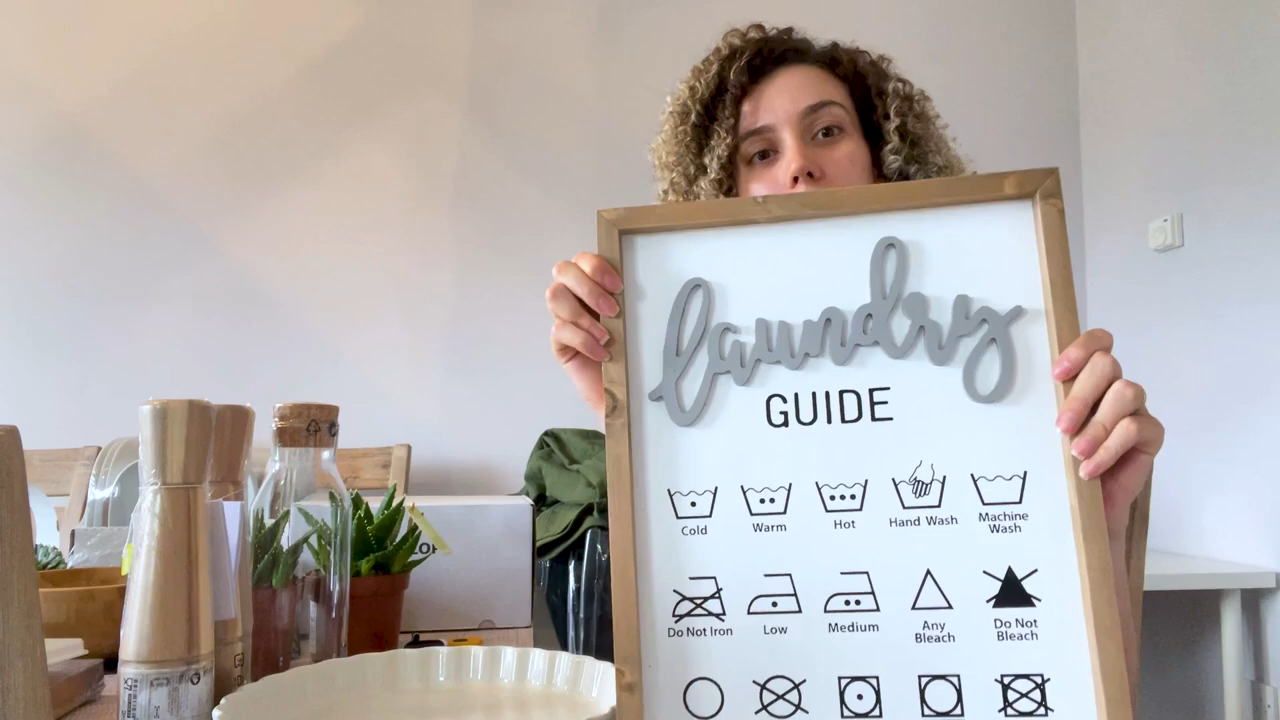 laundry
GUIDE
Cold Warm Hot Hand Wash Machine Wash
Do Not Iron Low Medium Any Bleach Do Not Bleach